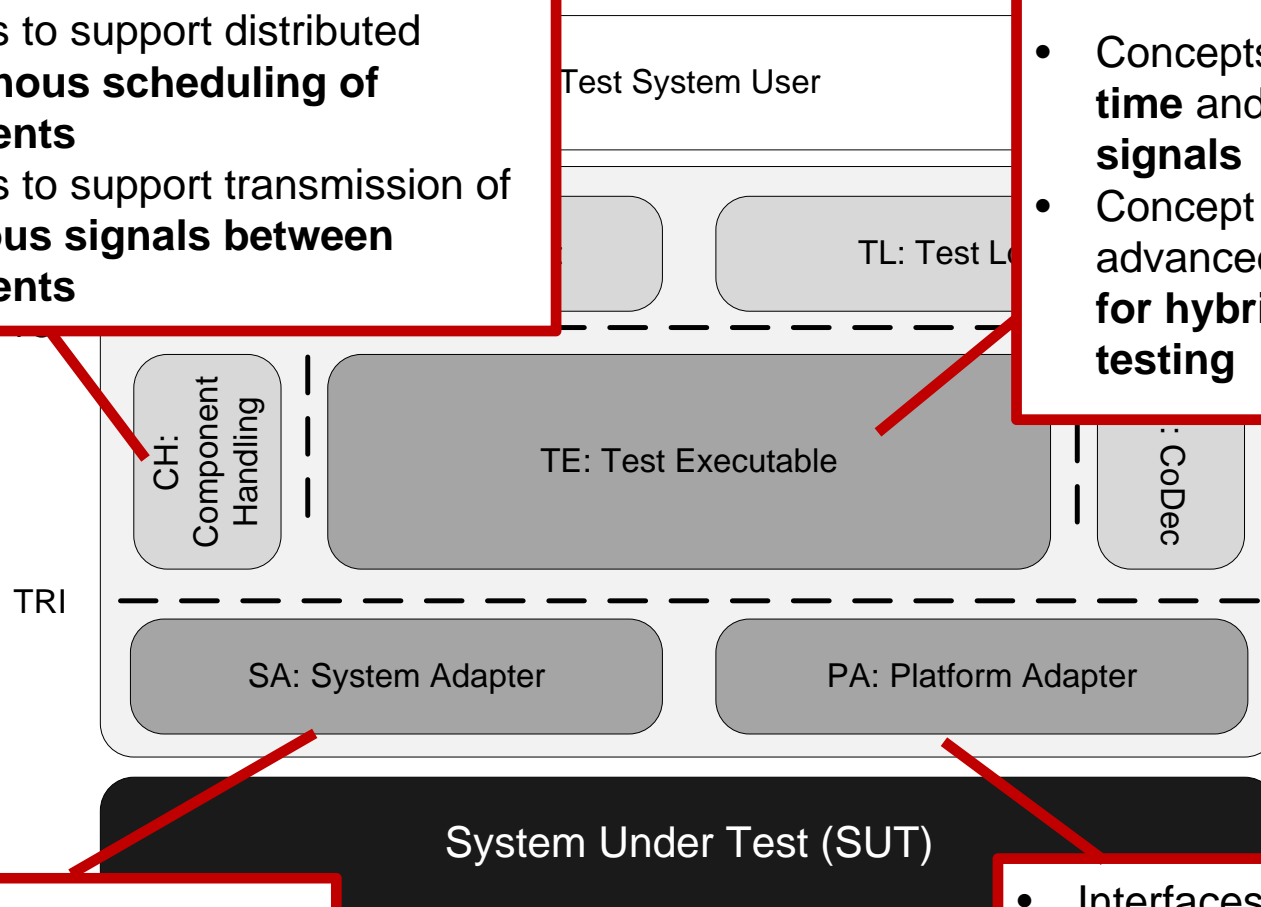 s to support distributed
nous scheduling of
ents
s to support transmission of
ous signals between
ents
Test System User
• Concepts
time and
signals
• Concept
advanced
for hybri
testing
TL: Test Lo
CH:
Component
Handling
TE: Test Executable
: CoDec
TRI
SA: System Adapter
PA: Platform Adapter
System Under Test (SUT)
• Interfaces